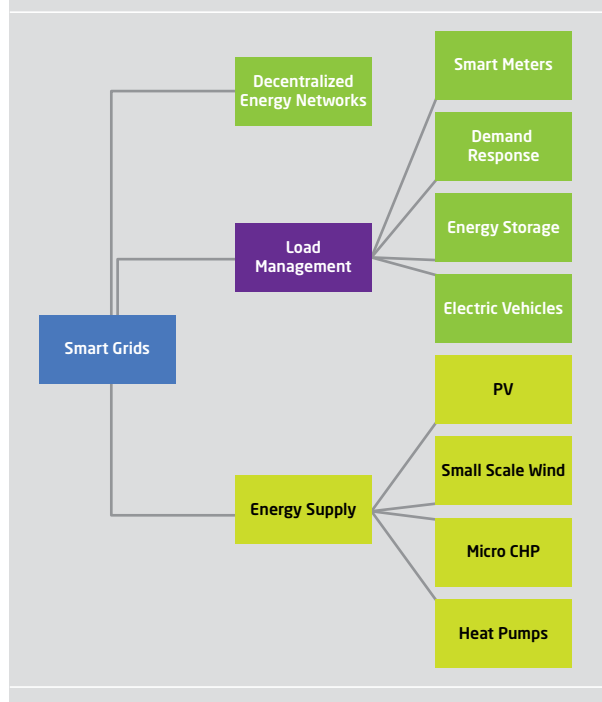 Smart Grids
Decentralized
Energy Networks
Load
Management
Energy Supply
Smart Meters
Demand
Response
Energy Storage
Electric Vehicles
PV
Small Scale Wind
Micro CHP
Heat Pumps